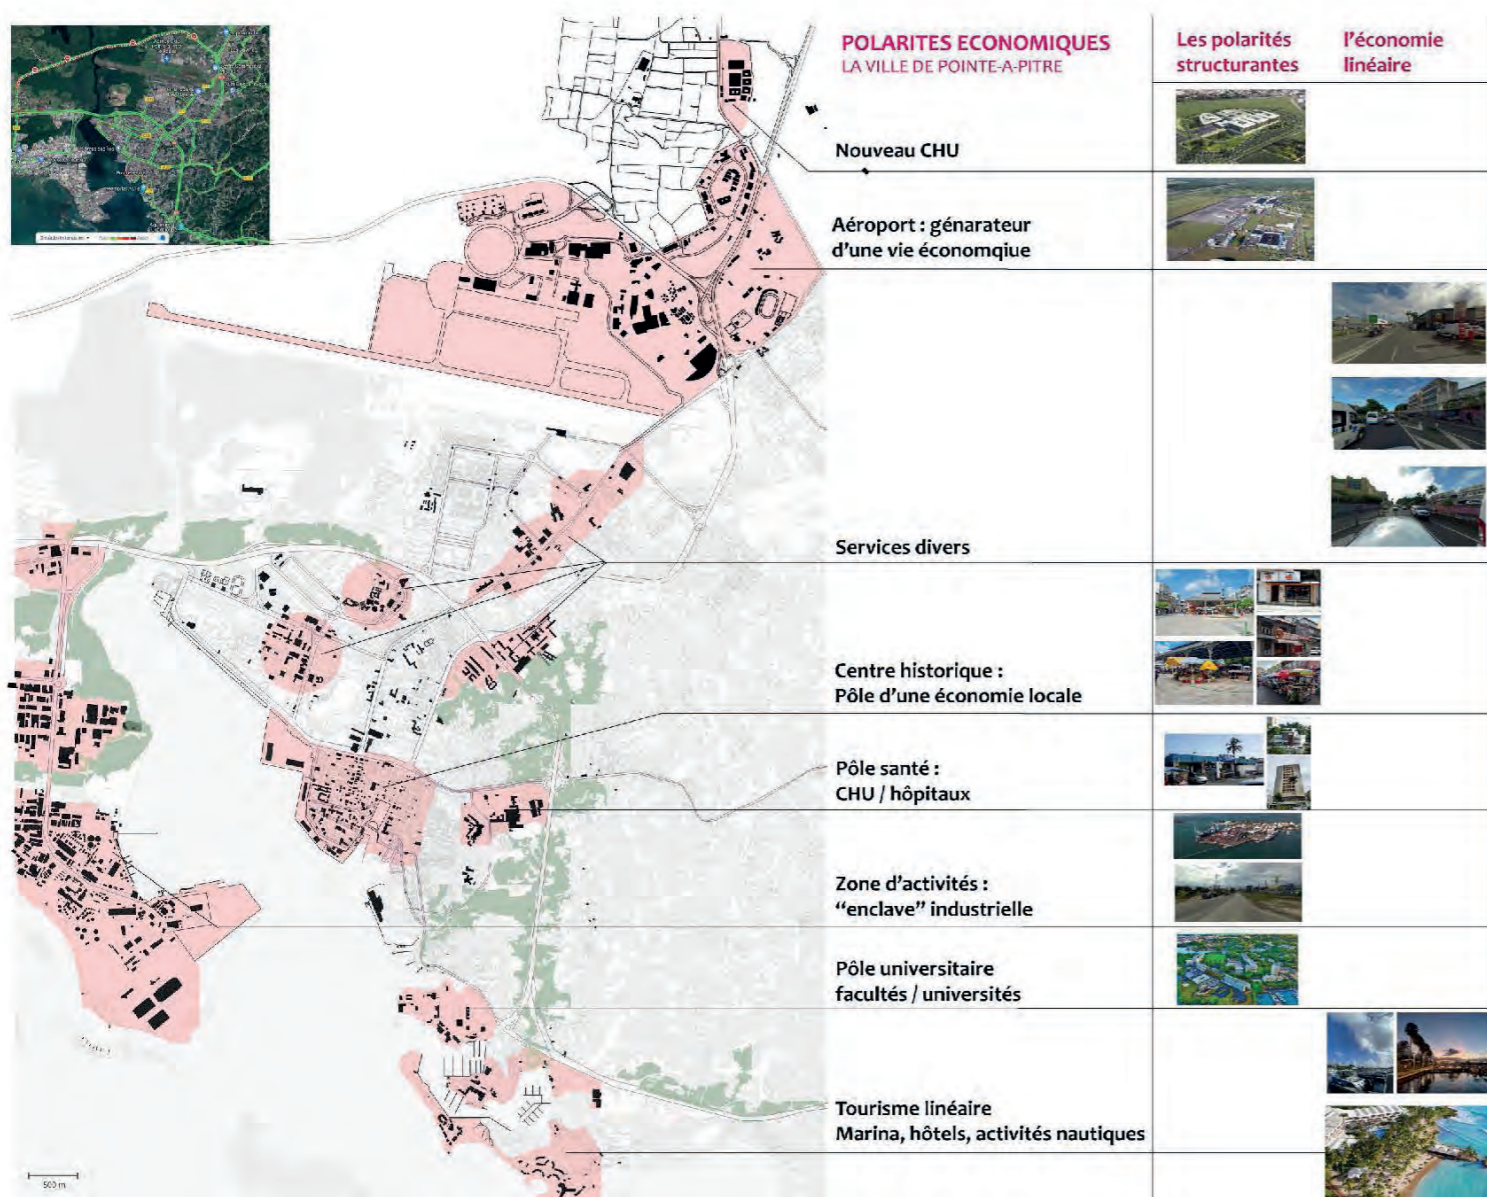 POLARITES ECONOMIQUES
LA VILLE DE POINTE-A-PITRE
Les polarités
structurantes
l'économie
linéaire
Nouveau CHU
Aéroport : génarateur
d'une vie économqiue
Services divers
Centre historique :
Pôle d'une économie locale
Pôle santé :
CHU / hôpitaux
Zone d'activités :
“enclave” industrielle
Pôle universitaire
facultés / universités
Tourisme linéaire
Marina, hôtels, activités nautiques
500 m